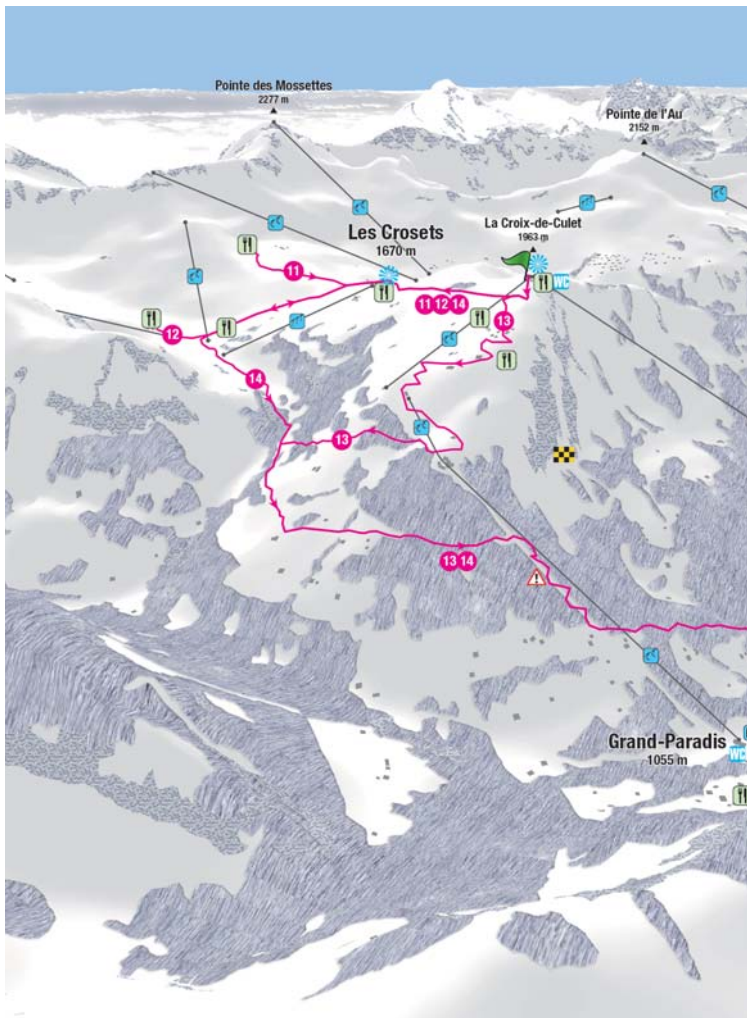 Pointe des Mossettes
2277 m
Pointe de l'Au
2152 m
La Croix-de-Culet
1963 m
Les Crosets
1670 m
11
11 12 14
13
12
14
13
13 14
Grand-Paradis
1055 m
WC
WC